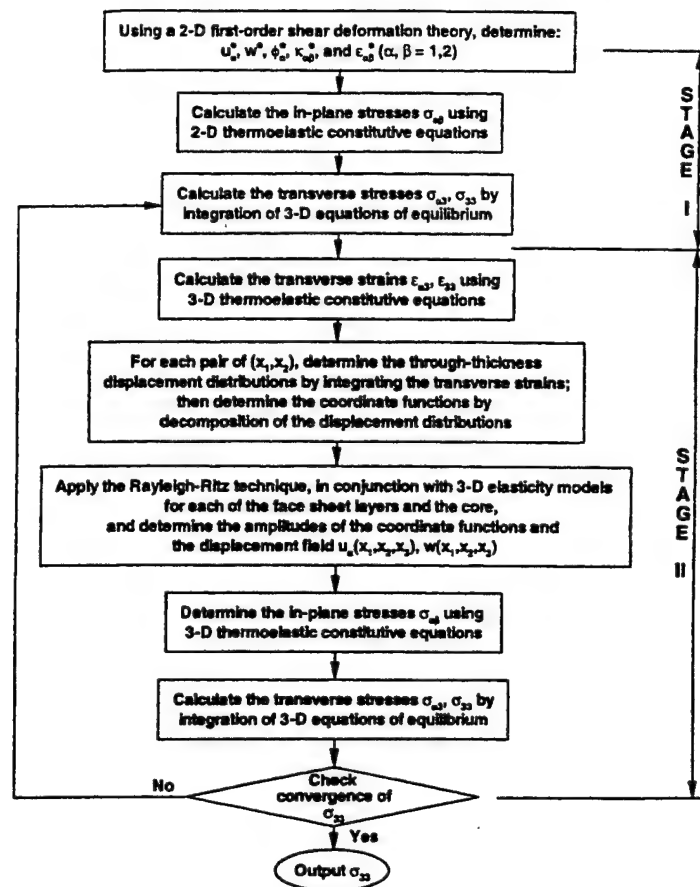 Using a 2-D first-order shear deformation theory, determine:
u*α, w*, ϕ*α, κ*αβ, and ε*αβ (α, β = 1,2)
Calculate the in-plane stresses σαβ using
2-D thermoelastic constitutive equations
Calculate the transverse stresses σα3, σ33 by
integration of 3-D equations of equilibrium
STAGE I
Calculate the transverse strains εα3, ε33 using
3-D thermoelastic constitutive equations
For each pair of (x1,x2), determine the through-thickness
displacement distributions by integrating the transverse strains;
then determine the coordinate functions by
decomposition of the displacement distributions
Apply the Rayleigh-Ritz technique, in conjunction with 3-D elasticity models
for each of the face sheet layers and the core,
and determine the amplitudes of the coordinate functions and
the displacement field uα(x1,x2,x3), w(x1,x2,x3)
STAGE II
Determine the in-plane stresses σαβ using
3-D thermoelastic constitutive equations
Calculate the transverse stresses σα3, σ33 by
integration of 3-D equations of equilibrium
No
Check
convergence of
σ33
Yes
Output σ33